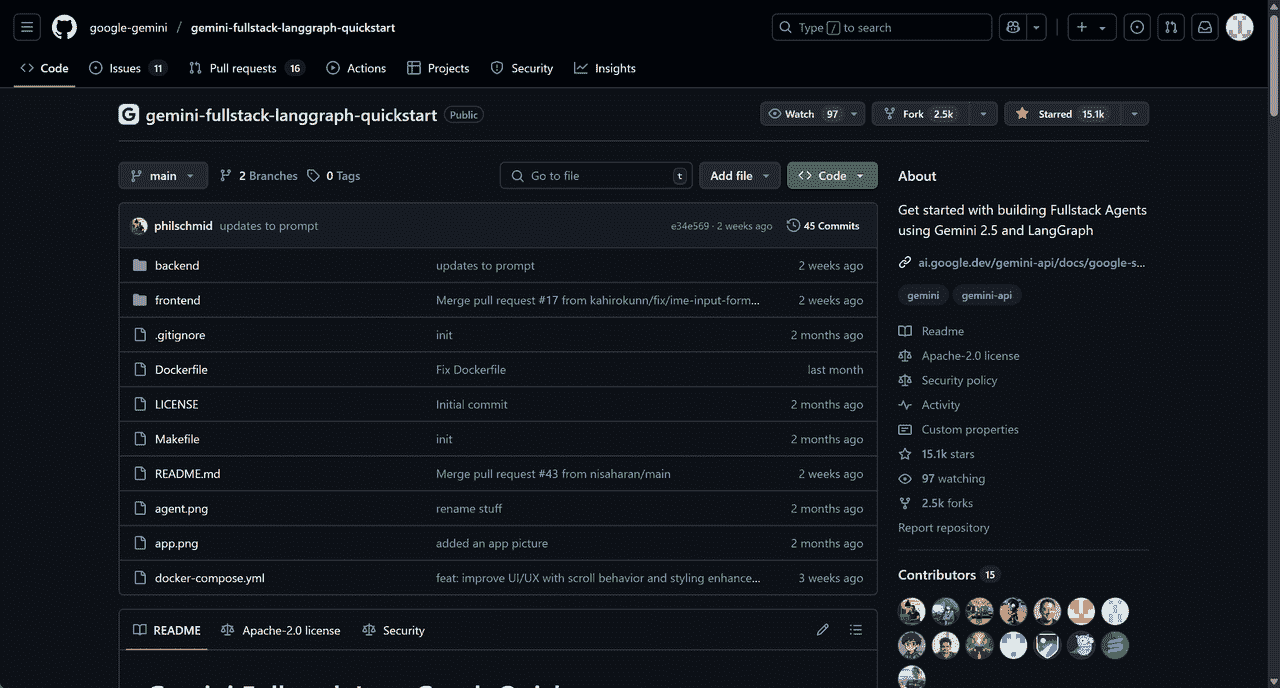 google-gemini / gemini-fullstack-langgraph-quickstart
Type / to search
Code Issues 11 Pull requests 16 Actions Projects Security Insights
G gemini-fullstack-langgraph-quickstart Public
Watch 97 Fork 2.5k Starred 15.1k
main 2 Branches 0 Tags
Go to file t Add file Code
philschmid updates to prompt e34e569 · 2 weeks ago 45 Commits
backend updates to prompt 2 weeks ago
frontend Merge pull request #17 from kahirokunn/fix/ime-input-form... 2 weeks ago
.gitignore init 2 months ago
Dockerfile Fix Dockerfile last month
LICENSE Initial commit 2 months ago
Makefile init 2 months ago
README.md Merge pull request #43 from nisaharan/main 2 weeks ago
agent.png rename stuff 2 months ago
app.png added an app picture 2 months ago
docker-compose.yml feat: improve UI/UX with scroll behavior and styling enhance... 3 weeks ago
README Apache-2.0 license Security
About
Get started with building Fullstack Agents
using Gemini 2.5 and LangGraph
ai.google.dev/gemini-api/docs/google-s...
gemini gemini-api
Readme
Apache-2.0 license
Security policy
Activity
Custom properties
15.1k stars
97 watching
2.5k forks
Report repository
Contributors 15